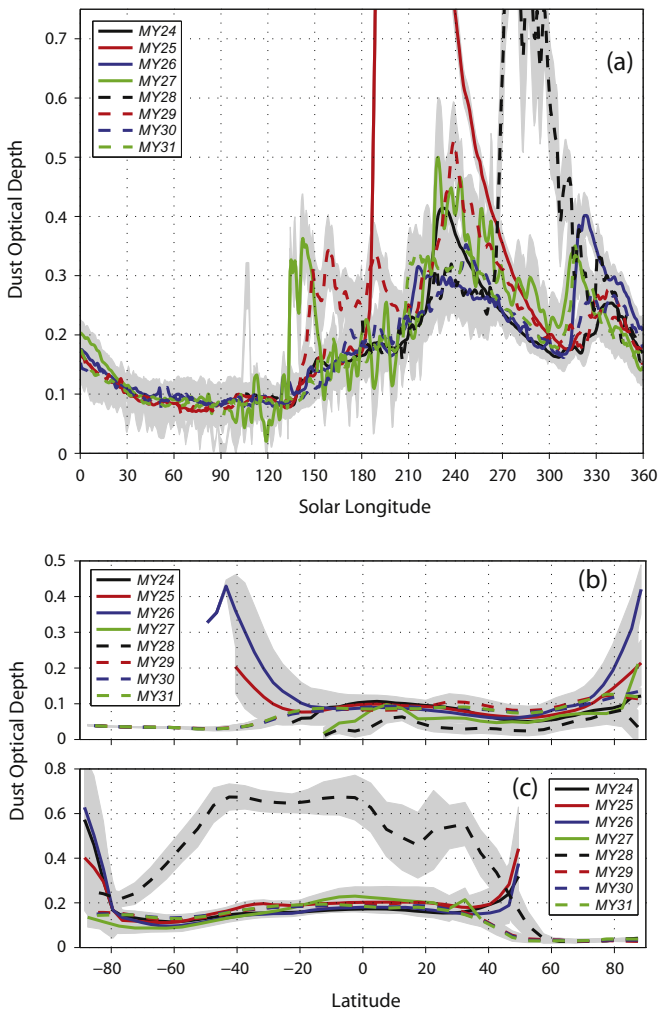 (a)
MY24
MY25
MY26
MY27
MY28
MY29
MY30
MY31
0.7
0.6
0.5
0.4
0.3
0.2
0.1
0
Dust Optical Depth
0 30 60 90 120 150 180 210 240 270 300 330 360
Solar Longitude
(b)
MY24
MY25
MY26
MY27
MY28
MY29
MY30
MY31
0.5
0.4
0.3
0.2
0.1
0
Dust Optical Depth
(c)
MY24
MY25
MY26
MY27
MY28
MY29
MY30
MY31
0.8
0.6
0.4
0.2
0
−80 −60 −40 −20 0 20 40 60 80
Latitude